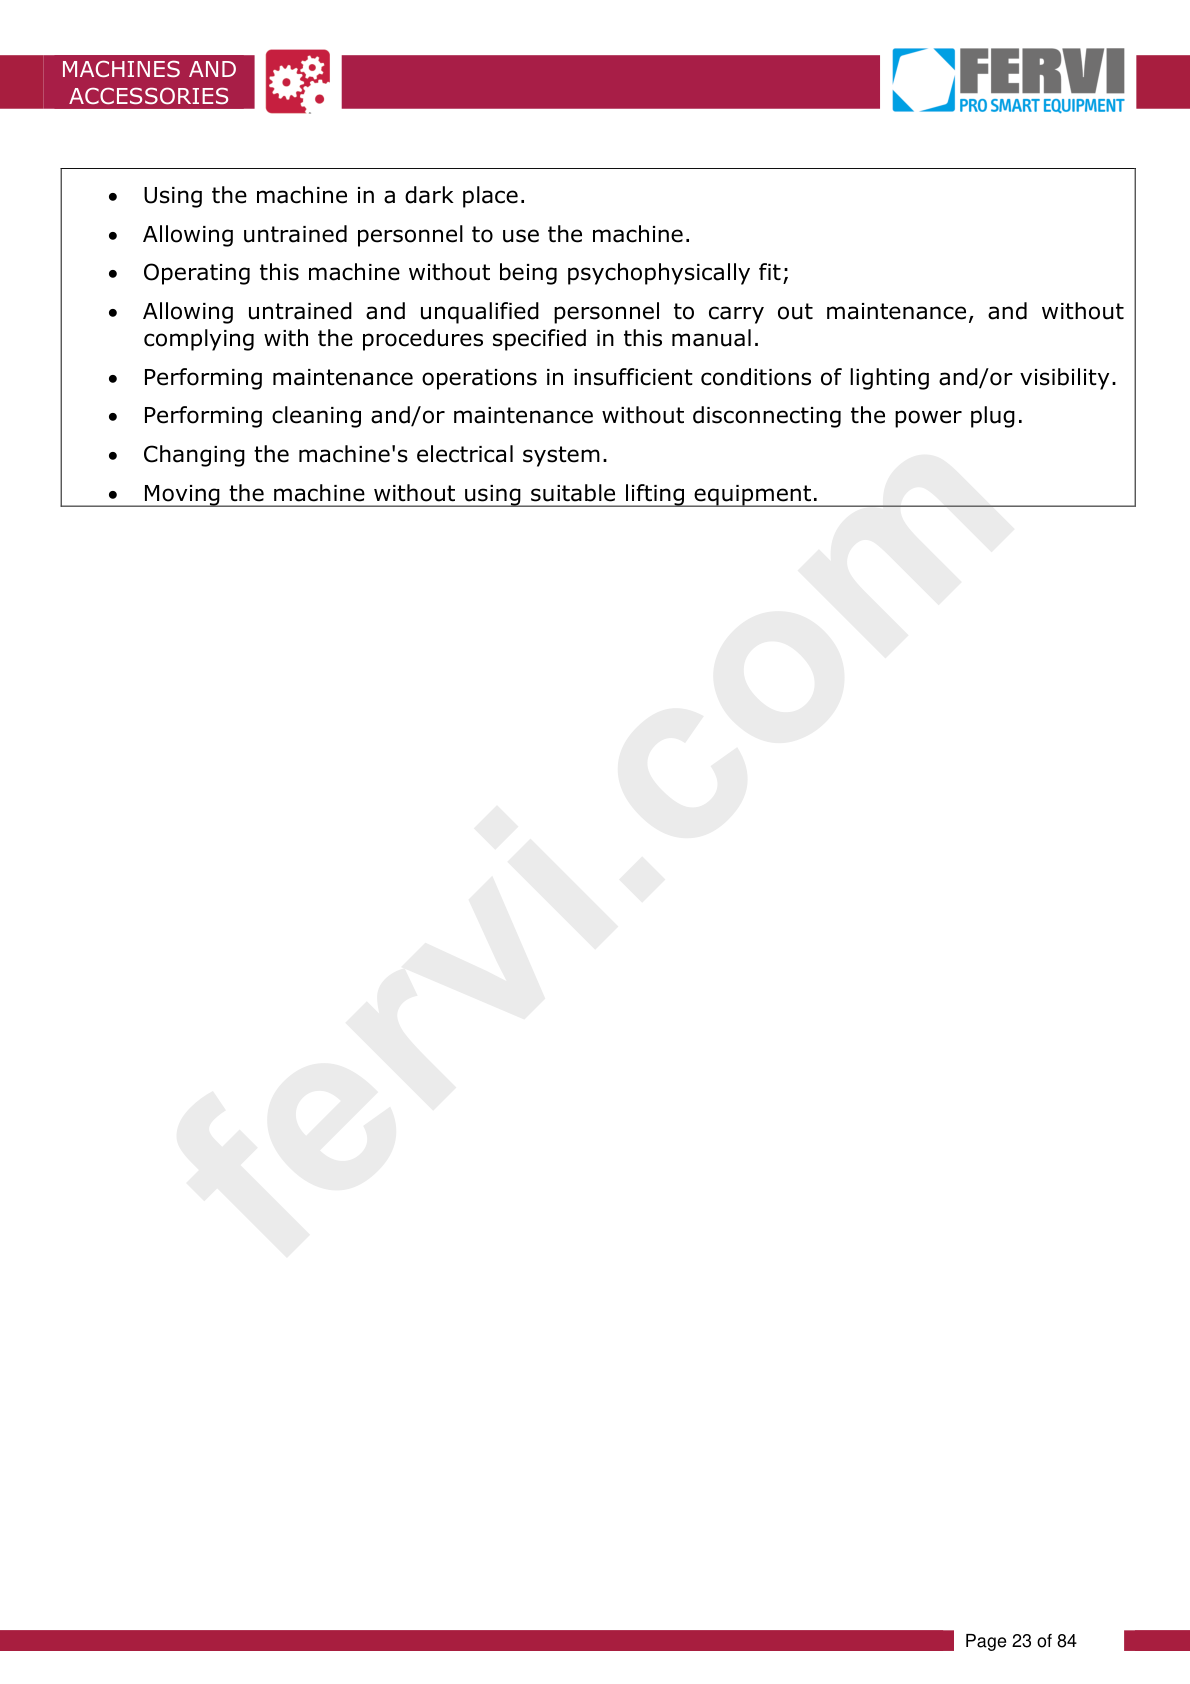 MACHINES AND
ACCESSORIES
FERVI
PRO SMART EQUIPMENT
• Using the machine in a dark place.
• Allowing untrained personnel to use the machine.
• Operating this machine without being psychophysically fit;
• Allowing untrained and unqualified personnel to carry out maintenance, and without
complying with the procedures specified in this manual.
• Performing maintenance operations in insufficient conditions of lighting and/or visibility.
• Performing cleaning and/or maintenance without disconnecting the power plug.
• Changing the machine's electrical system.
• Moving the machine without using suitable lifting equipment.
fervi.com
Page 23 of 84